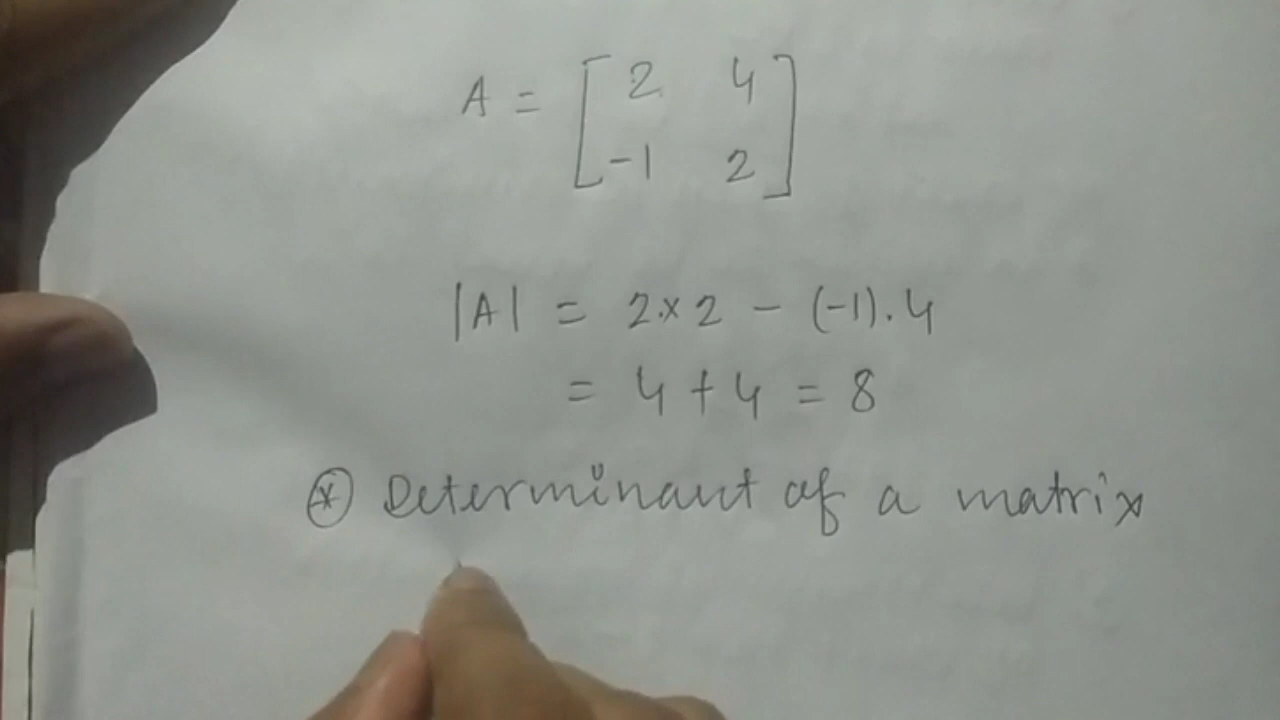 A = [ 2 4
-1 2 ]
|A| = 2 × 2 - (-1) . 4
= 4 + 4 = 8
* Determinant of a matrix